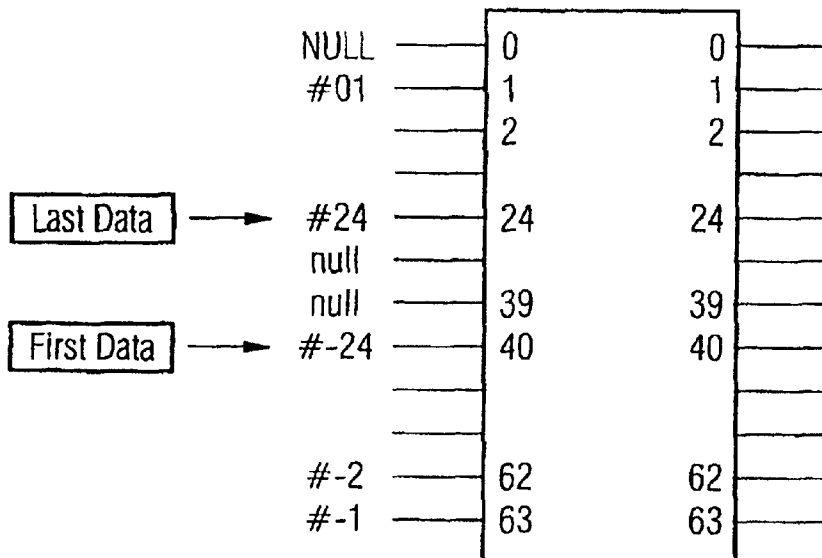 NULL 0 0
#01 1 1
2 2
Last Data #24 24 24
null
null 39 39
First Data #-24 40 40
#-2 62 62
#-1 63 63